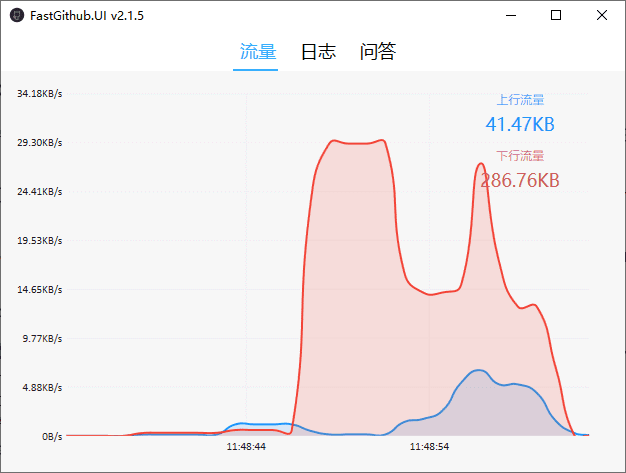 FastGithub.UI v2.1.5
流量 日志 问答
34.18KB/s
29.30KB/s
24.41KB/s
19.53KB/s
14.65KB/s
9.77KB/s
4.88KB/s
0B/s
上行流量
41.47KB
下行流量
286.76KB
11:48:44 11:48:54